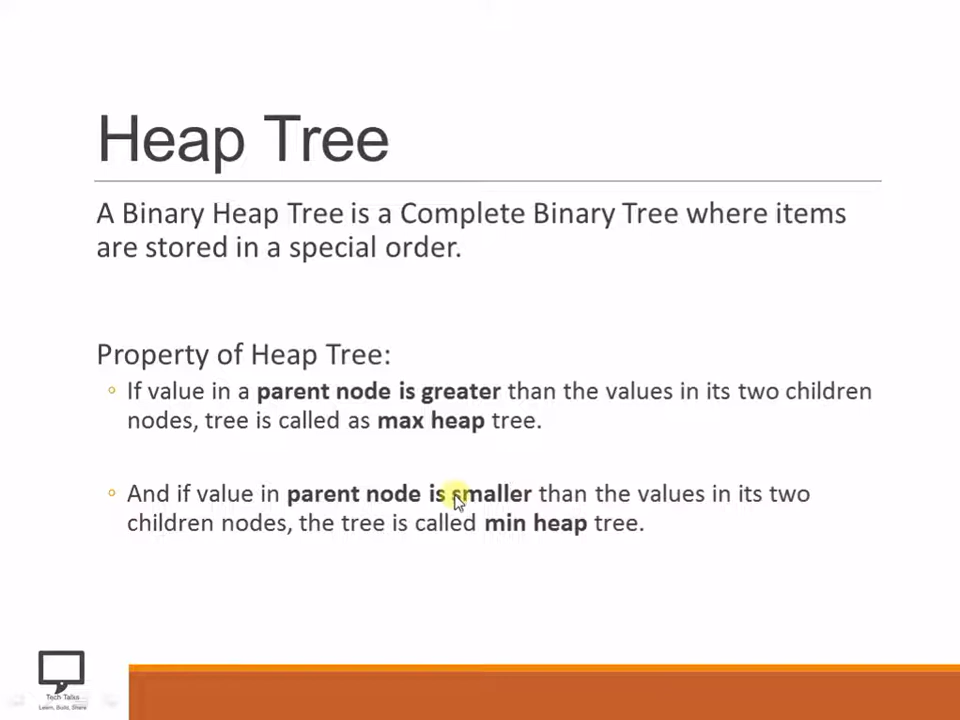 Heap Tree
A Binary Heap Tree is a Complete Binary Tree where items
are stored in a special order.
Property of Heap Tree:
◦ If value in a parent node is greater than the values in its two children
nodes, tree is called as max heap tree.
◦ And if value in parent node is smaller than the values in its two
children nodes, the tree is called min heap tree.
Tech Talks
Learn, Build, Share